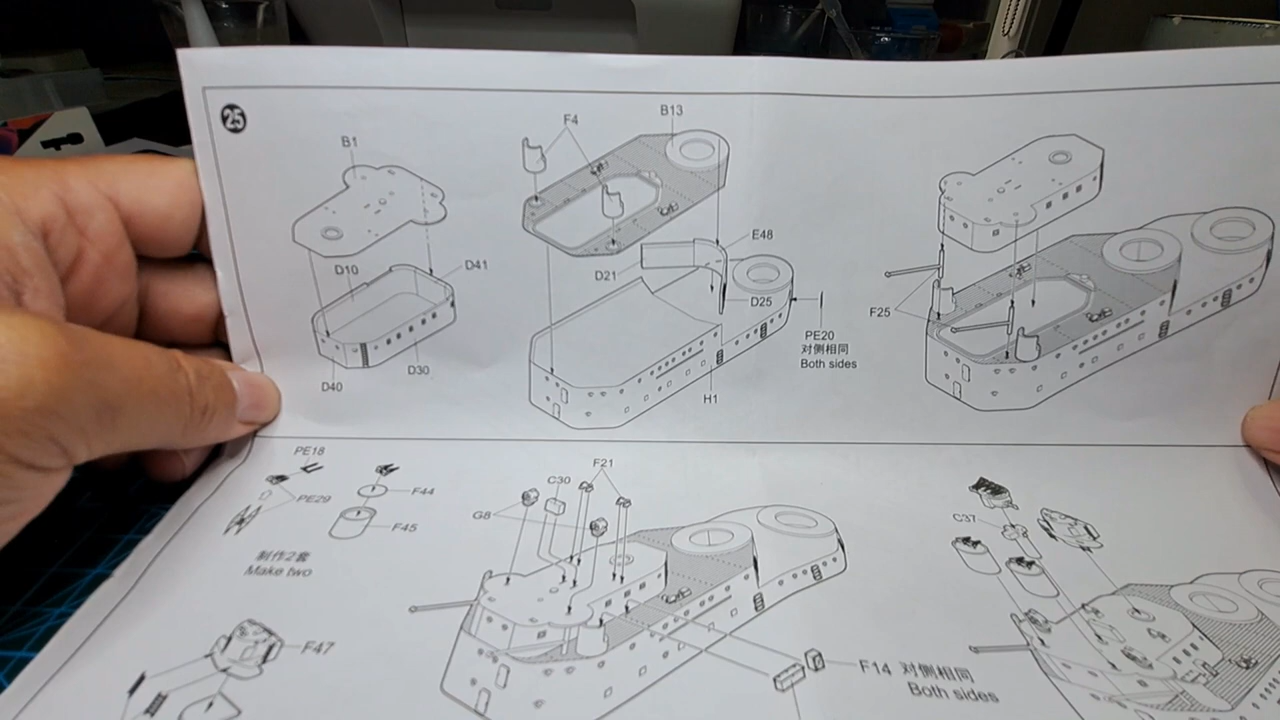 25
B1
D10
D41
D40
D30
F4
B13
E48
D21
D25
PE20
对侧相同
Both sides
H1
F25
PE18
PE29
F44
F45
制作2套
Make two
F47
G8
C30
F21
F14 对侧相同
Both sides
C37